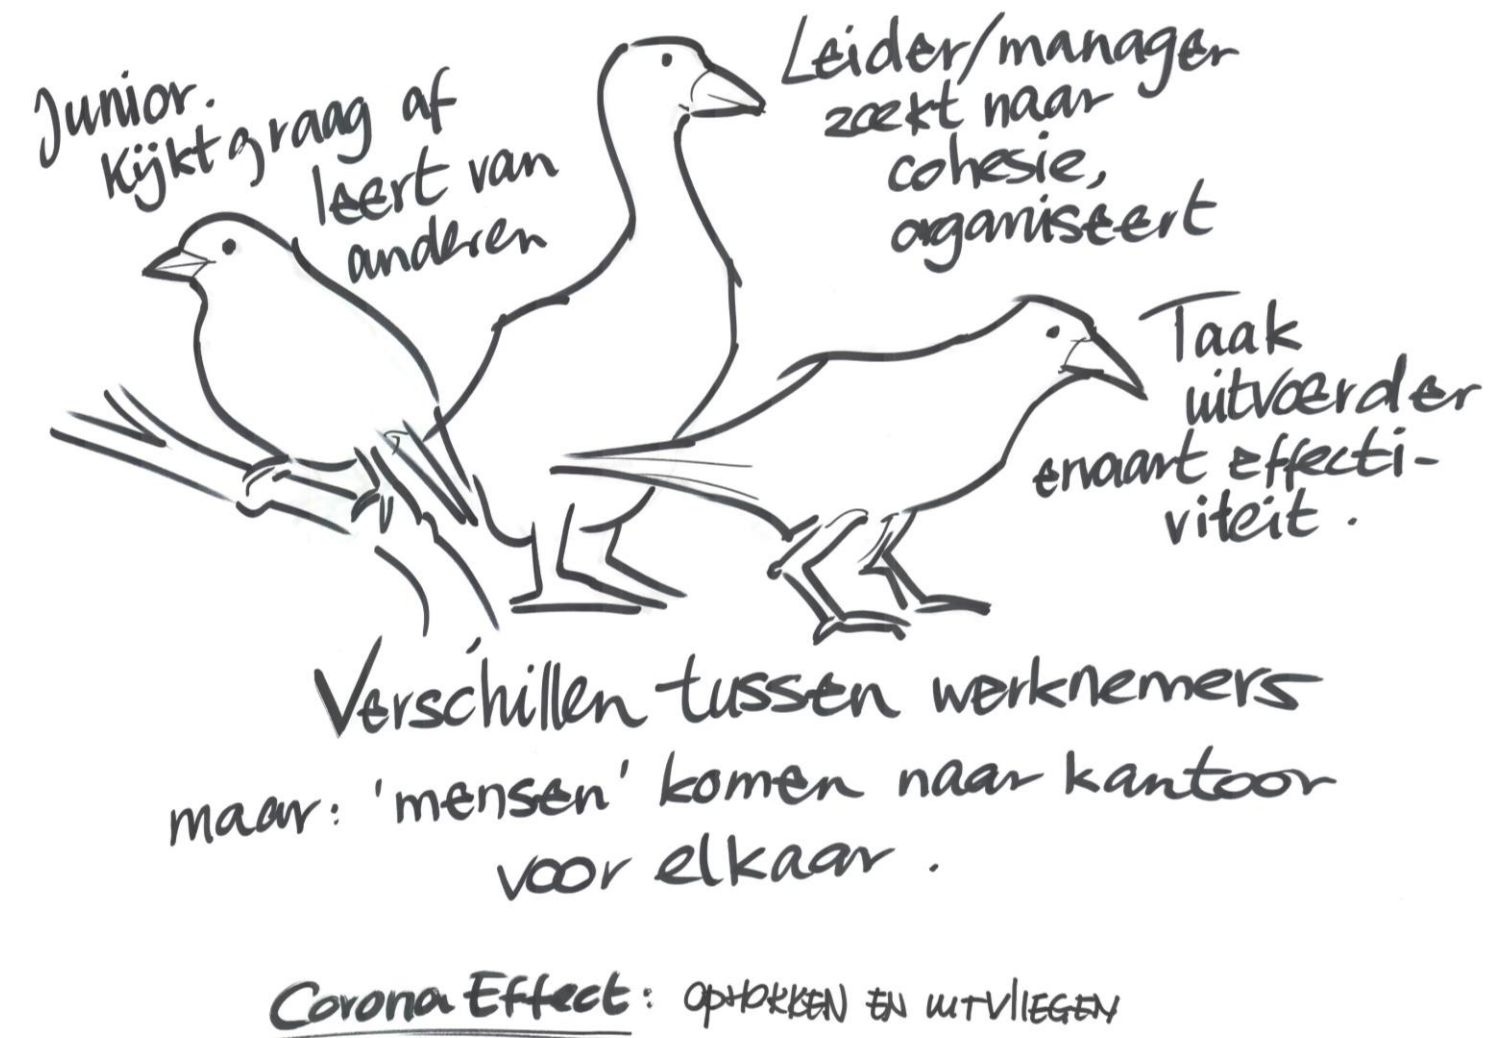 Junior.
Kijkt graag af
leert van
anderen
Leider/manager
zoekt naar
cohesie,
organiseert
Taak
uitvoerder
ervaart effecti-
viteit.
Verschillen tussen werknemers
maar: 'mensen' komen naar kantoor
voor elkaar.
Corona Effect: OPHOKKEN EN UITVLIEGEN